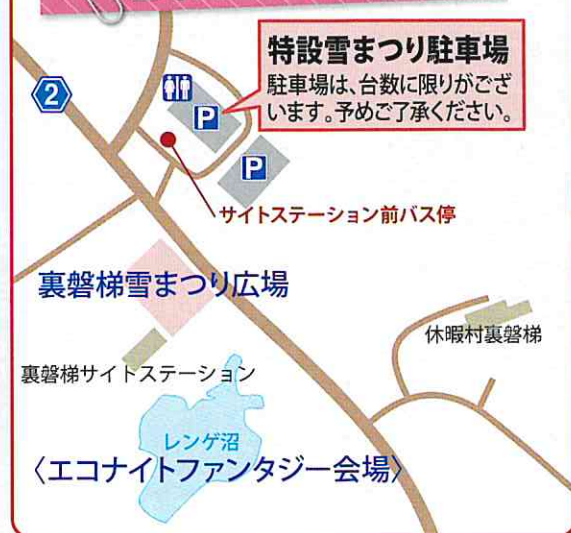 特設雪まつり駐車場
駐車場は、台数に限りがござ
います。予めご了承ください。
2
P
P
サイトステーション前バス停
裏磐梯雪まつり広場
休暇村裏磐梯
裏磐梯サイトステーション
レンゲ沼
〈エコナイトファンタジー会場〉